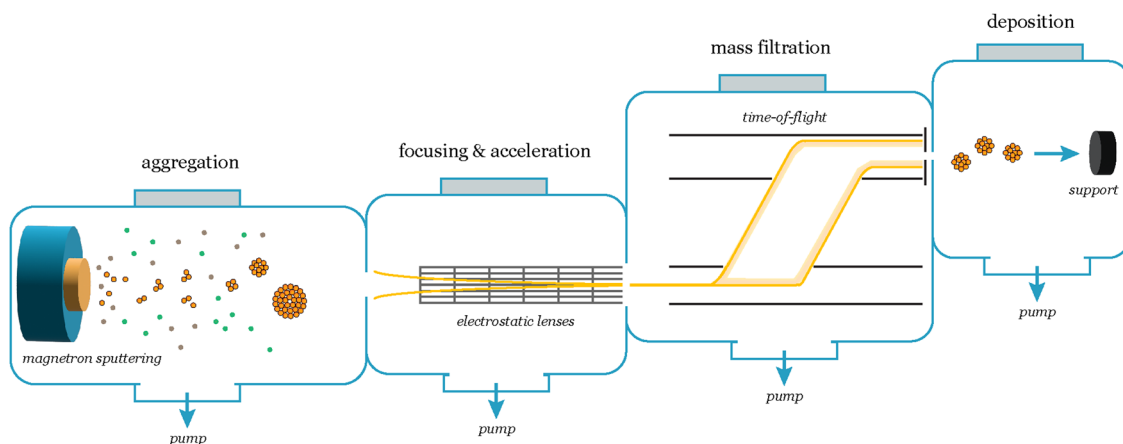 aggregation
magnetron sputtering
pump
focusing & acceleration
electrostatic lenses
pump
mass filtration
time-of-flight
pump
deposition
support
pump